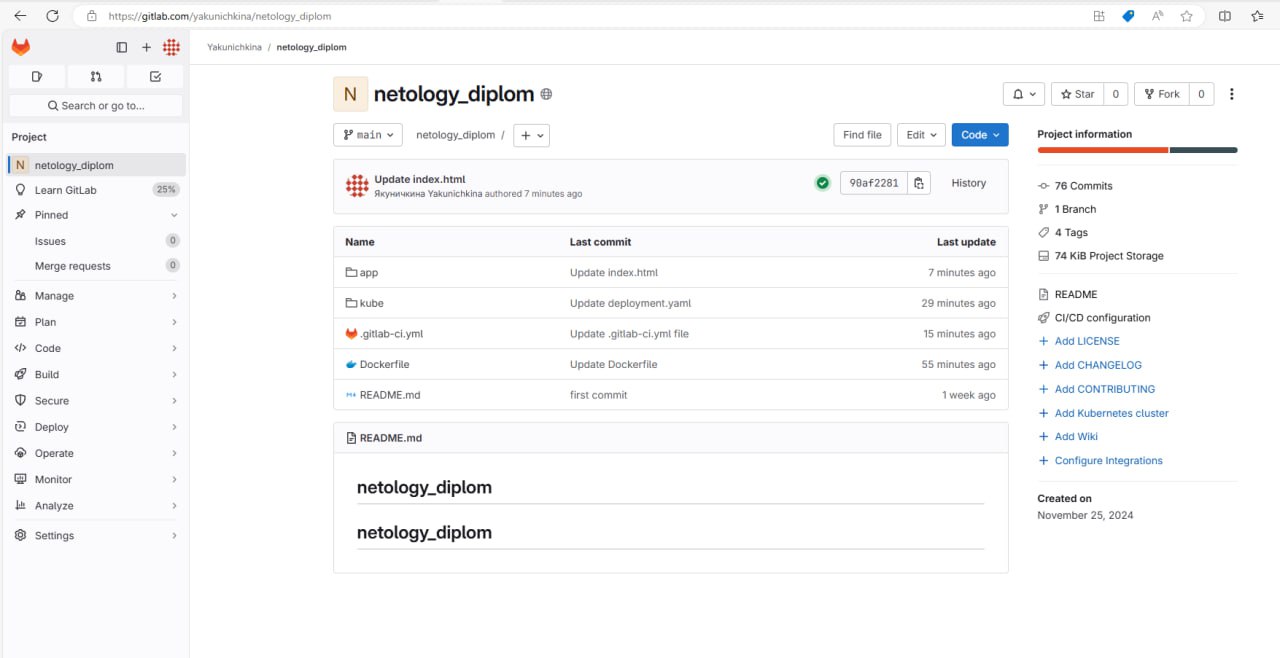 https://gitlab.com/yakunichkina/netology_diplom
Yakunichkina / netology_diplom
Search or go to...
Project
N netology_diplom
Learn GitLab 25%
Pinned
Issues 0
Merge requests 0
Manage
Plan
Code
Build
Secure
Deploy
Operate
Monitor
Analyze
Settings
N netology_diplom
Star 0 Fork 0
main netology_diplom / + Find file Edit Code
Update index.html
Якуничкина Yakunichkina authored 7 minutes ago
90af2281 History
Name Last commit Last update
app Update index.html 7 minutes ago
kube Update deployment.yaml 29 minutes ago
.gitlab-ci.yml Update .gitlab-ci.yml file 15 minutes ago
Dockerfile Update Dockerfile 55 minutes ago
README.md first commit 1 week ago
README.md
netology_diplom
netology_diplom
Project information
76 Commits
1 Branch
4 Tags
74 KiB Project Storage
README
CI/CD configuration
+ Add LICENSE
+ Add CHANGELOG
+ Add CONTRIBUTING
+ Add Kubernetes cluster
+ Add Wiki
+ Configure Integrations
Created on
November 25, 2024